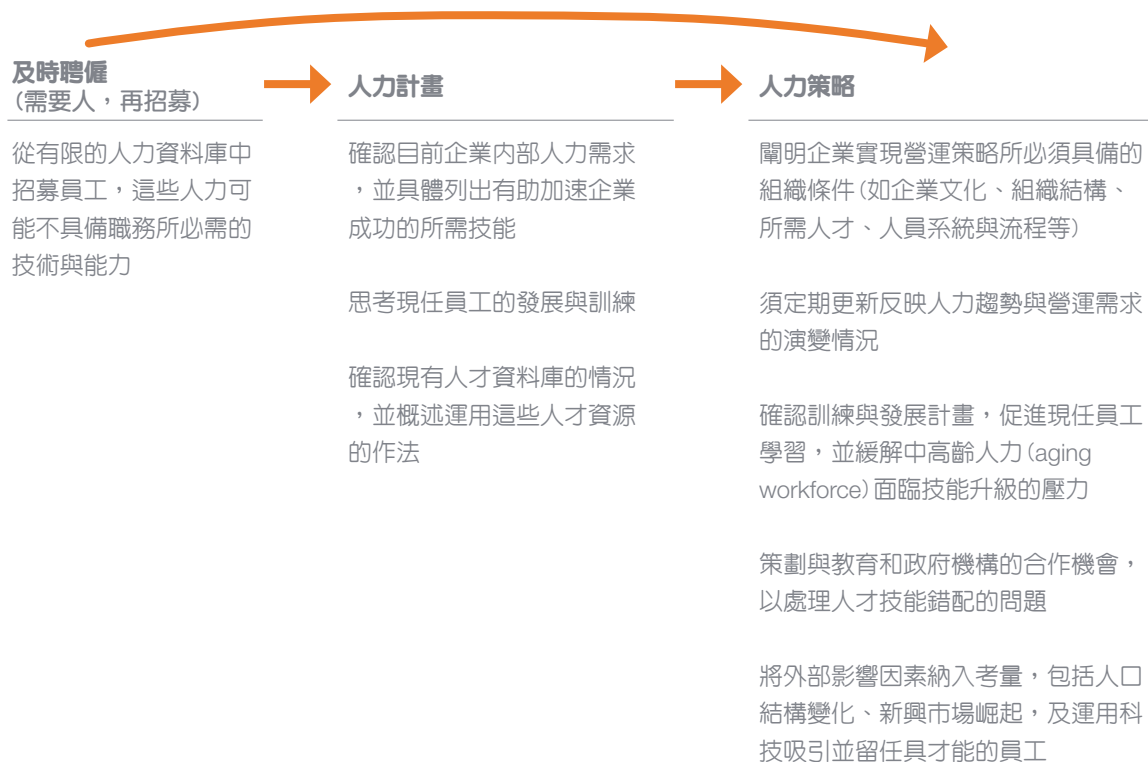 及時聘僱
(需要人，再招募)
從有限的人力資料庫中
招募員工，這些人力可
能不具備職務所必需的
技術與能力
人力計畫
確認目前企業內部人力需求
，並具體列出有助加速企業
成功的所需技能
思考現任員工的發展與訓練
確認現有人才資料庫的情況
，並概述運用這些人才資源
的作法
人力策略
闡明企業實現營運策略所必須具備的
組織條件(如企業文化、組織結構、
所需人才、人員系統與流程等)
須定期更新反映人力趨勢與營運需求
的演變情況
確認訓練與發展計畫，促進現任員工
學習，並緩解中高齡人力(aging
workforce)面臨技能升級的壓力
策劃與教育和政府機構的合作機會，
以處理人才技能錯配的問題
將外部影響因素納入考量，包括人口
結構變化、新興市場崛起，及運用科
技吸引並留任具才能的員工